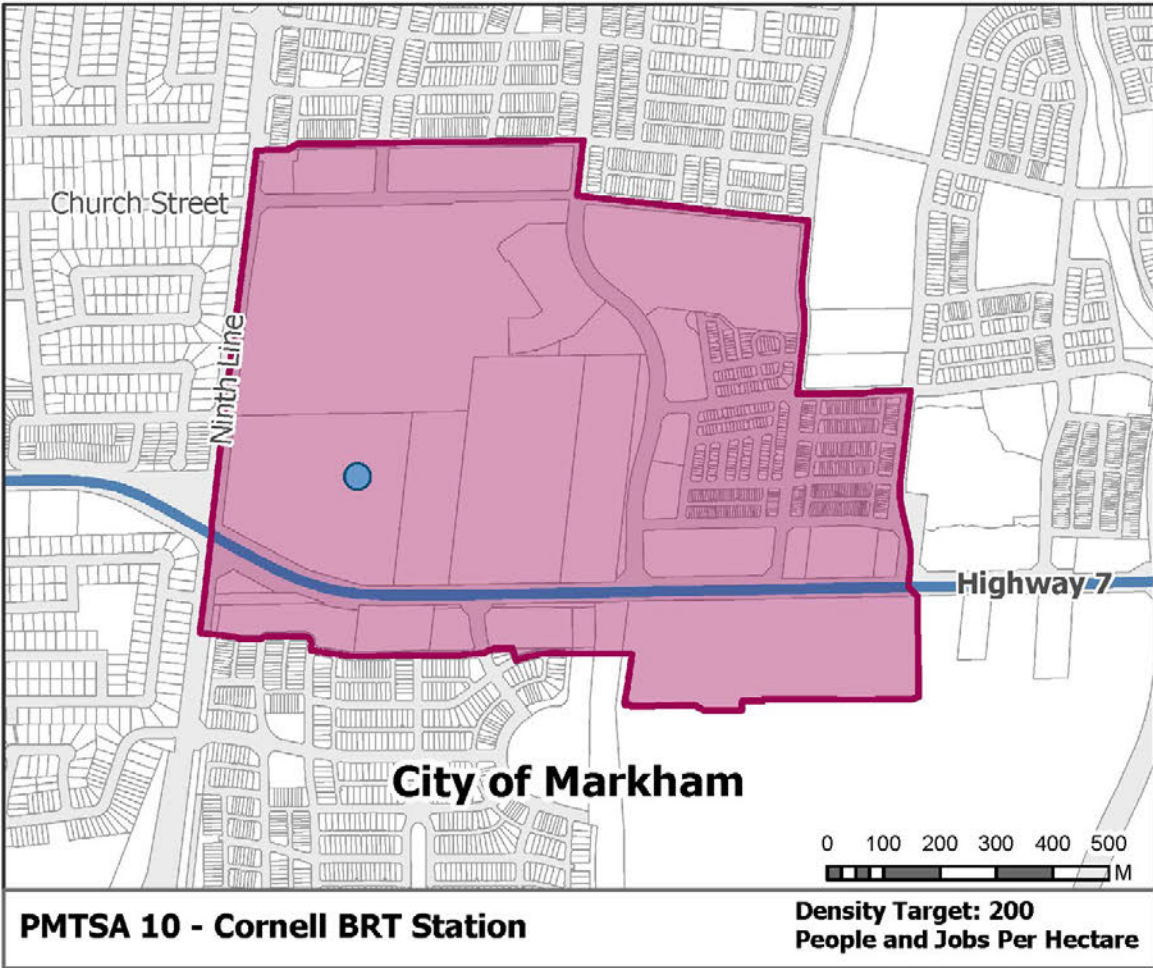 Church Street
Ninth Line
Highway 7
City of Markham
0 100 200 300 400 500
M
PMTSA 10 - Cornell BRT Station
Density Target: 200
People and Jobs Per Hectare